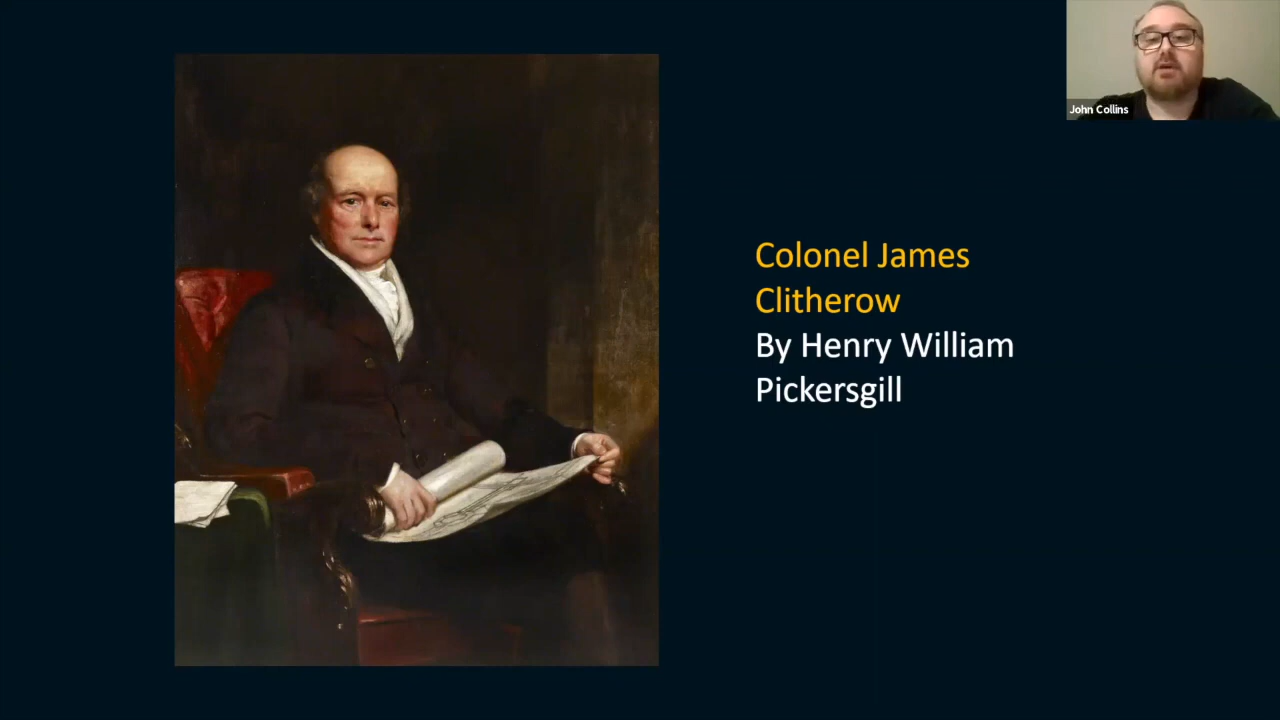 John Collins
Colonel James
Clitherow
By Henry William
Pickersgill